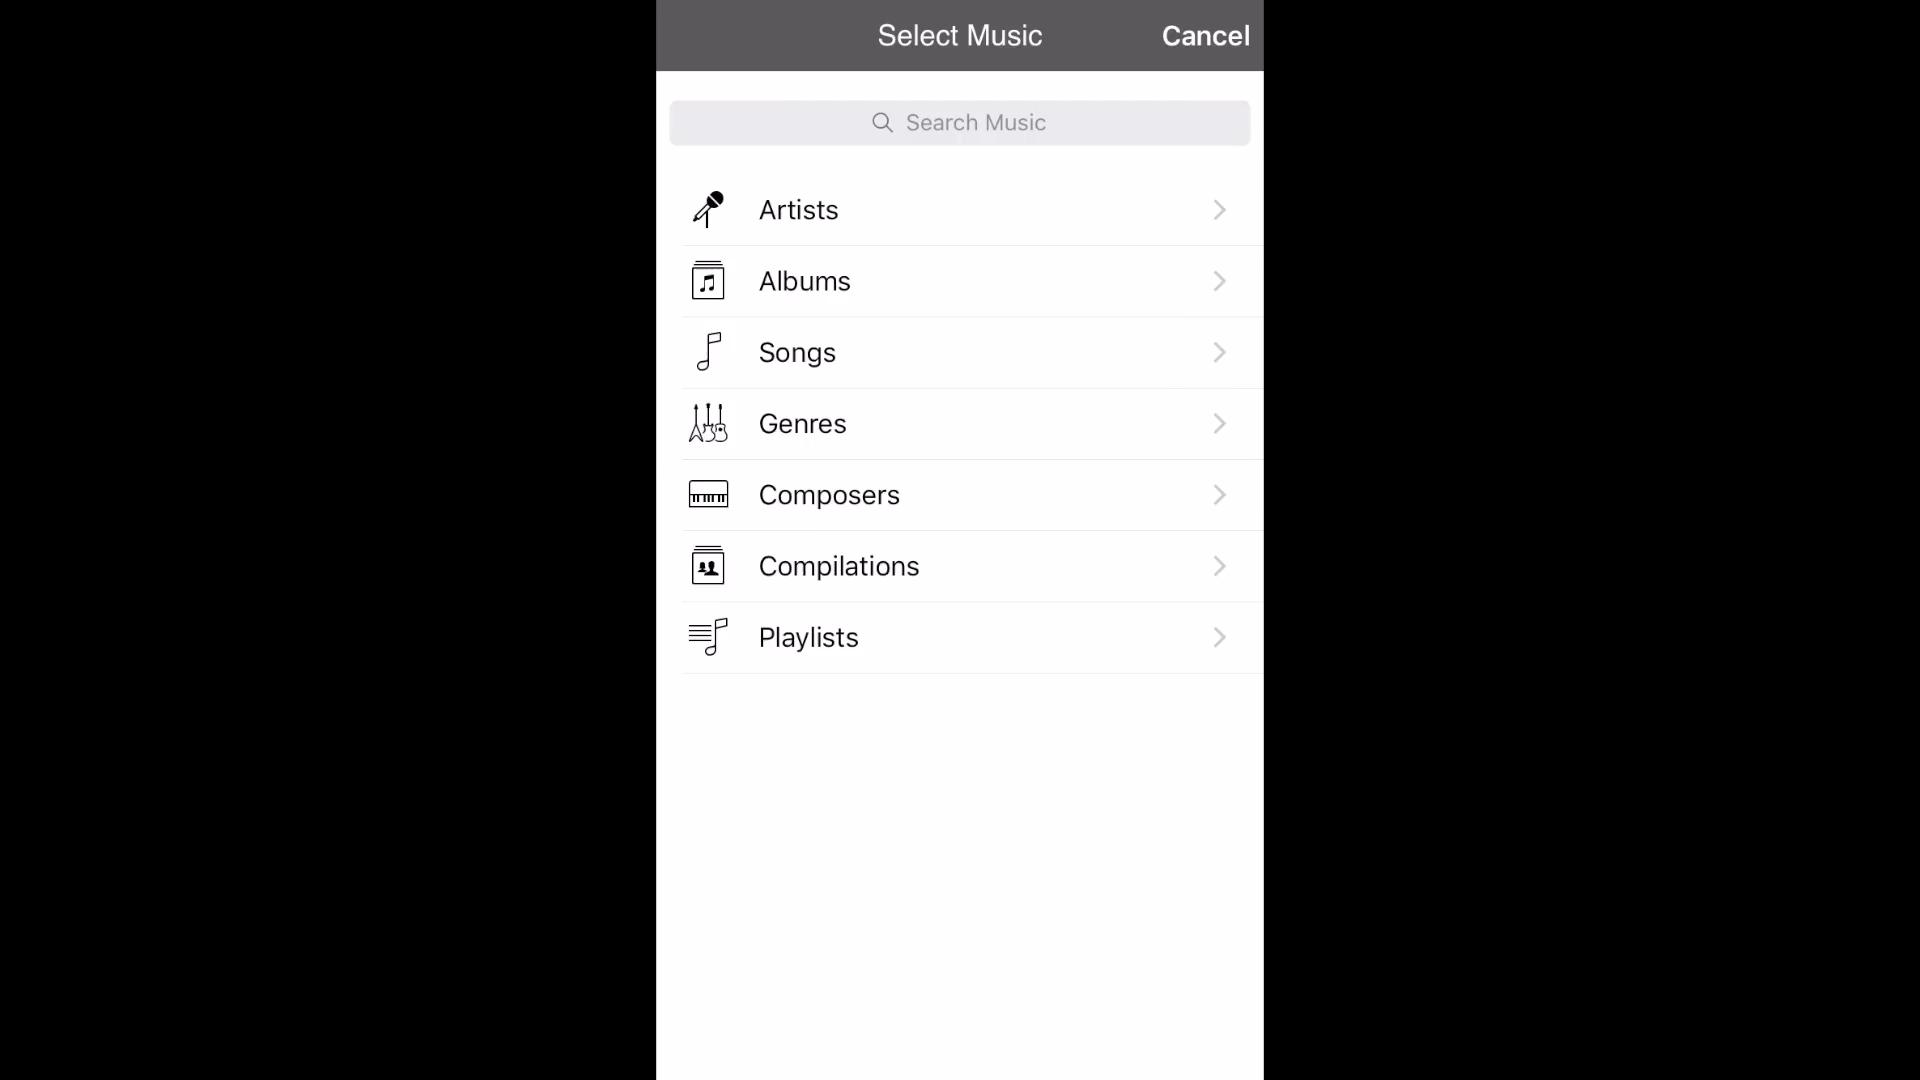 Select Music
Cancel
Search Music
Artists
Albums
Songs
Genres
Composers
Compilations
Playlists